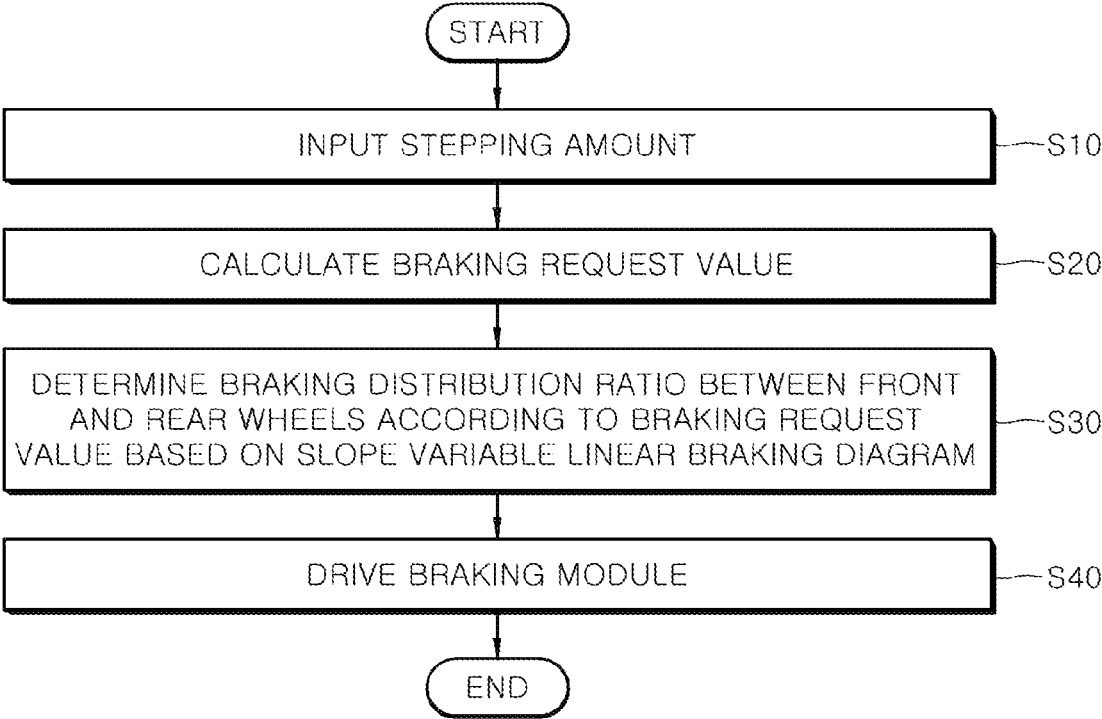 START
INPUT STEPPING AMOUNT
S10
CALCULATE BRAKING REQUEST VALUE
S20
DETERMINE BRAKING DISTRIBUTION RATIO BETWEEN FRONT
AND REAR WHEELS ACCORDING TO BRAKING REQUEST
VALUE BASED ON SLOPE VARIABLE LINEAR BRAKING DIAGRAM
S30
DRIVE BRAKING MODULE
S40
END